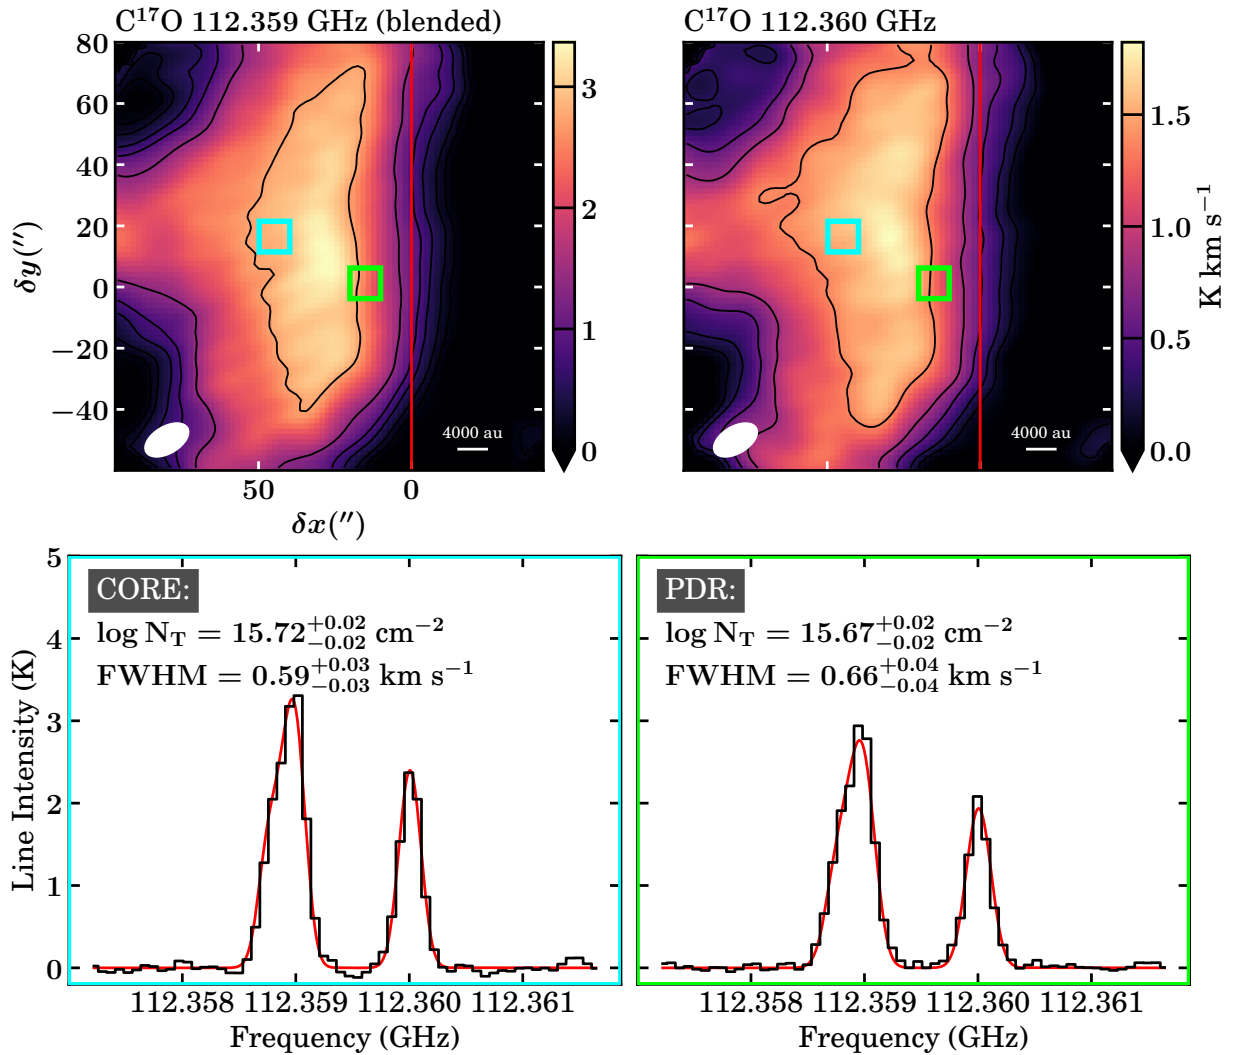 C¹⁷O 112.359 GHz (blended)
C¹⁷O 112.360 GHz
80
60
40
20
0
−20
−40
δy(″)
50
0
δx(″)
4000 au
3
2
1
0
4000 au
1.5
1.0
0.5
0.0
K km s⁻¹
CORE:
log N_T = 15.72^{+0.02}_{−0.02} cm⁻²
FWHM = 0.59^{+0.03}_{−0.03} km s⁻¹
5
4
3
2
1
0
Line Intensity (K)
112.358 112.359 112.360 112.361
Frequency (GHz)
PDR:
log N_T = 15.67^{+0.02}_{−0.02} cm⁻²
FWHM = 0.66^{+0.04}_{−0.04} km s⁻¹
112.358 112.359 112.360 112.361
Frequency (GHz)